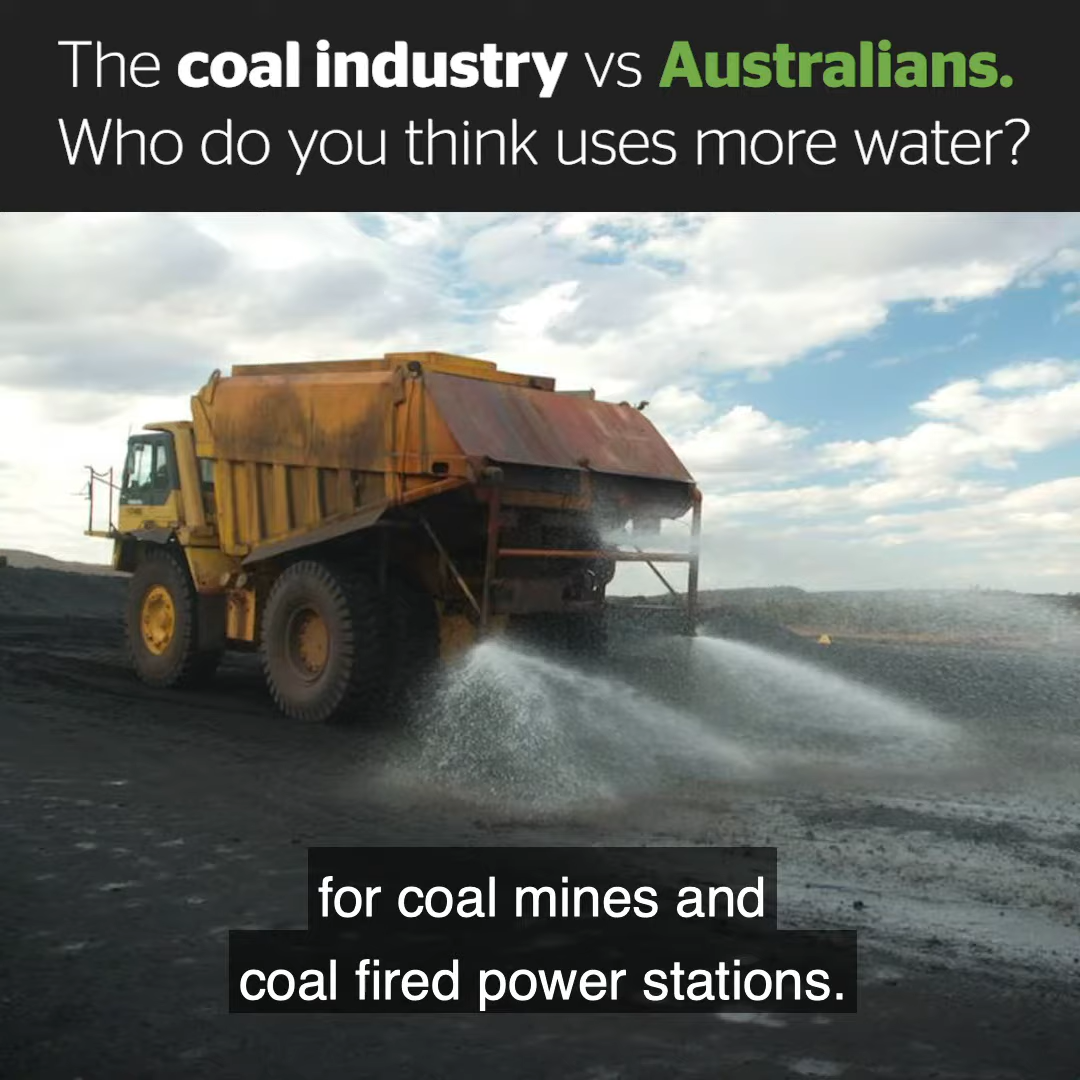 The coal industry vs Australians.
Who do you think uses more water?
for coal mines and
coal fired power stations.